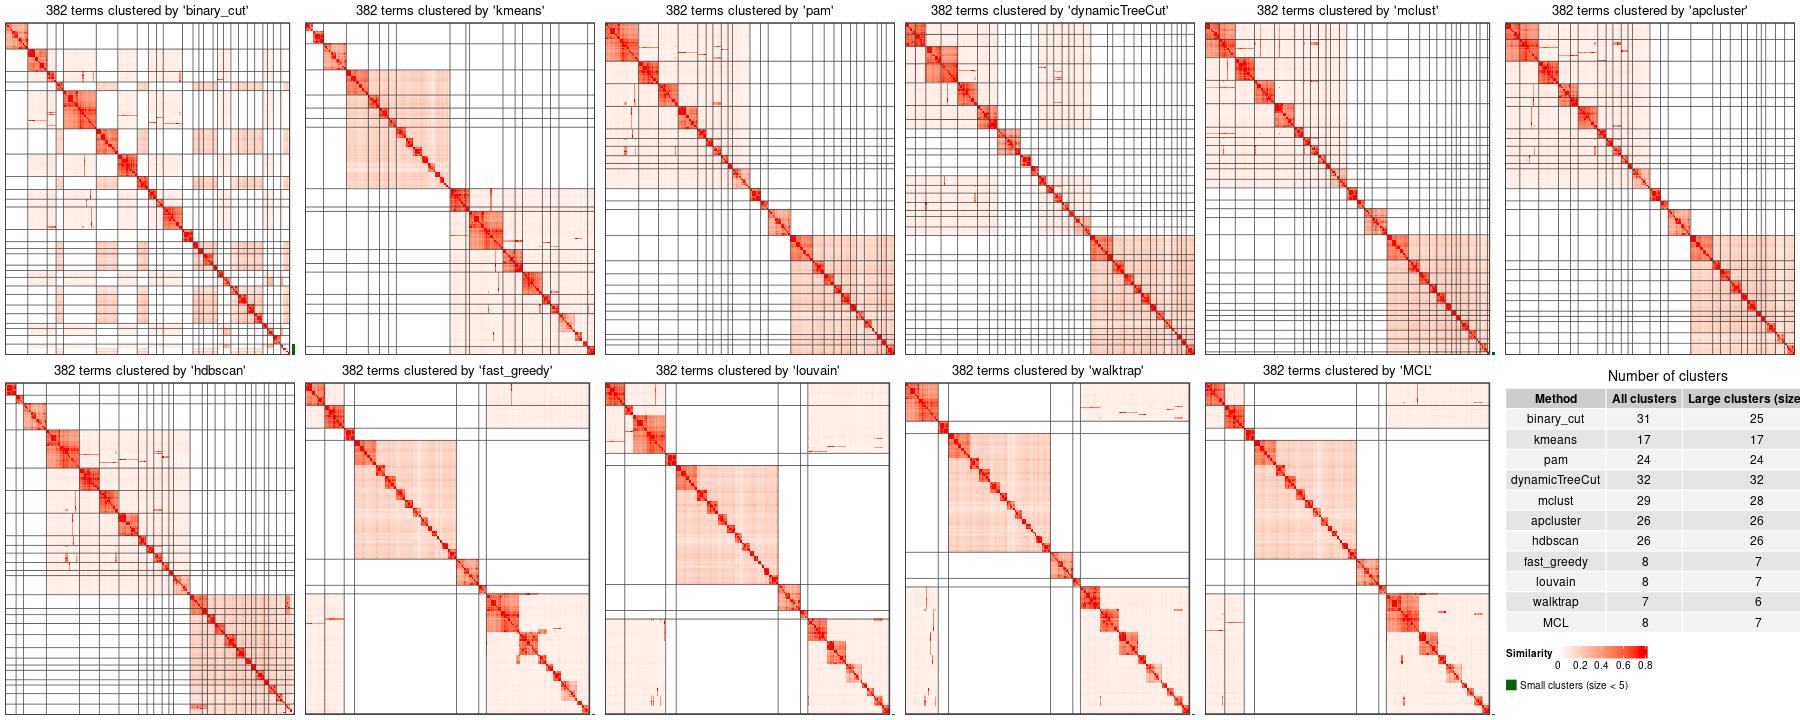 382 terms clustered by 'binary_cut'
382 terms clustered by 'kmeans'
382 terms clustered by 'pam'
382 terms clustered by 'dynamicTreeCut'
382 terms clustered by 'mclust'
382 terms clustered by 'apcluster'
382 terms clustered by 'hdbscan'
382 terms clustered by 'fast_greedy'
382 terms clustered by 'louvain'
382 terms clustered by 'walktrap'
382 terms clustered by 'MCL'
Number of clusters
Method All clusters Large clusters (size
binary_cut 31 25
kmeans 17 17
pam 24 24
dynamicTreeCut 32 32
mclust 29 28
apcluster 26 26
hdbscan 26 26
fast_greedy 8 7
louvain 8 7
walktrap 7 6
MCL 8 7
Similarity
0 0.2 0.4 0.6 0.8
Small clusters (size < 5)